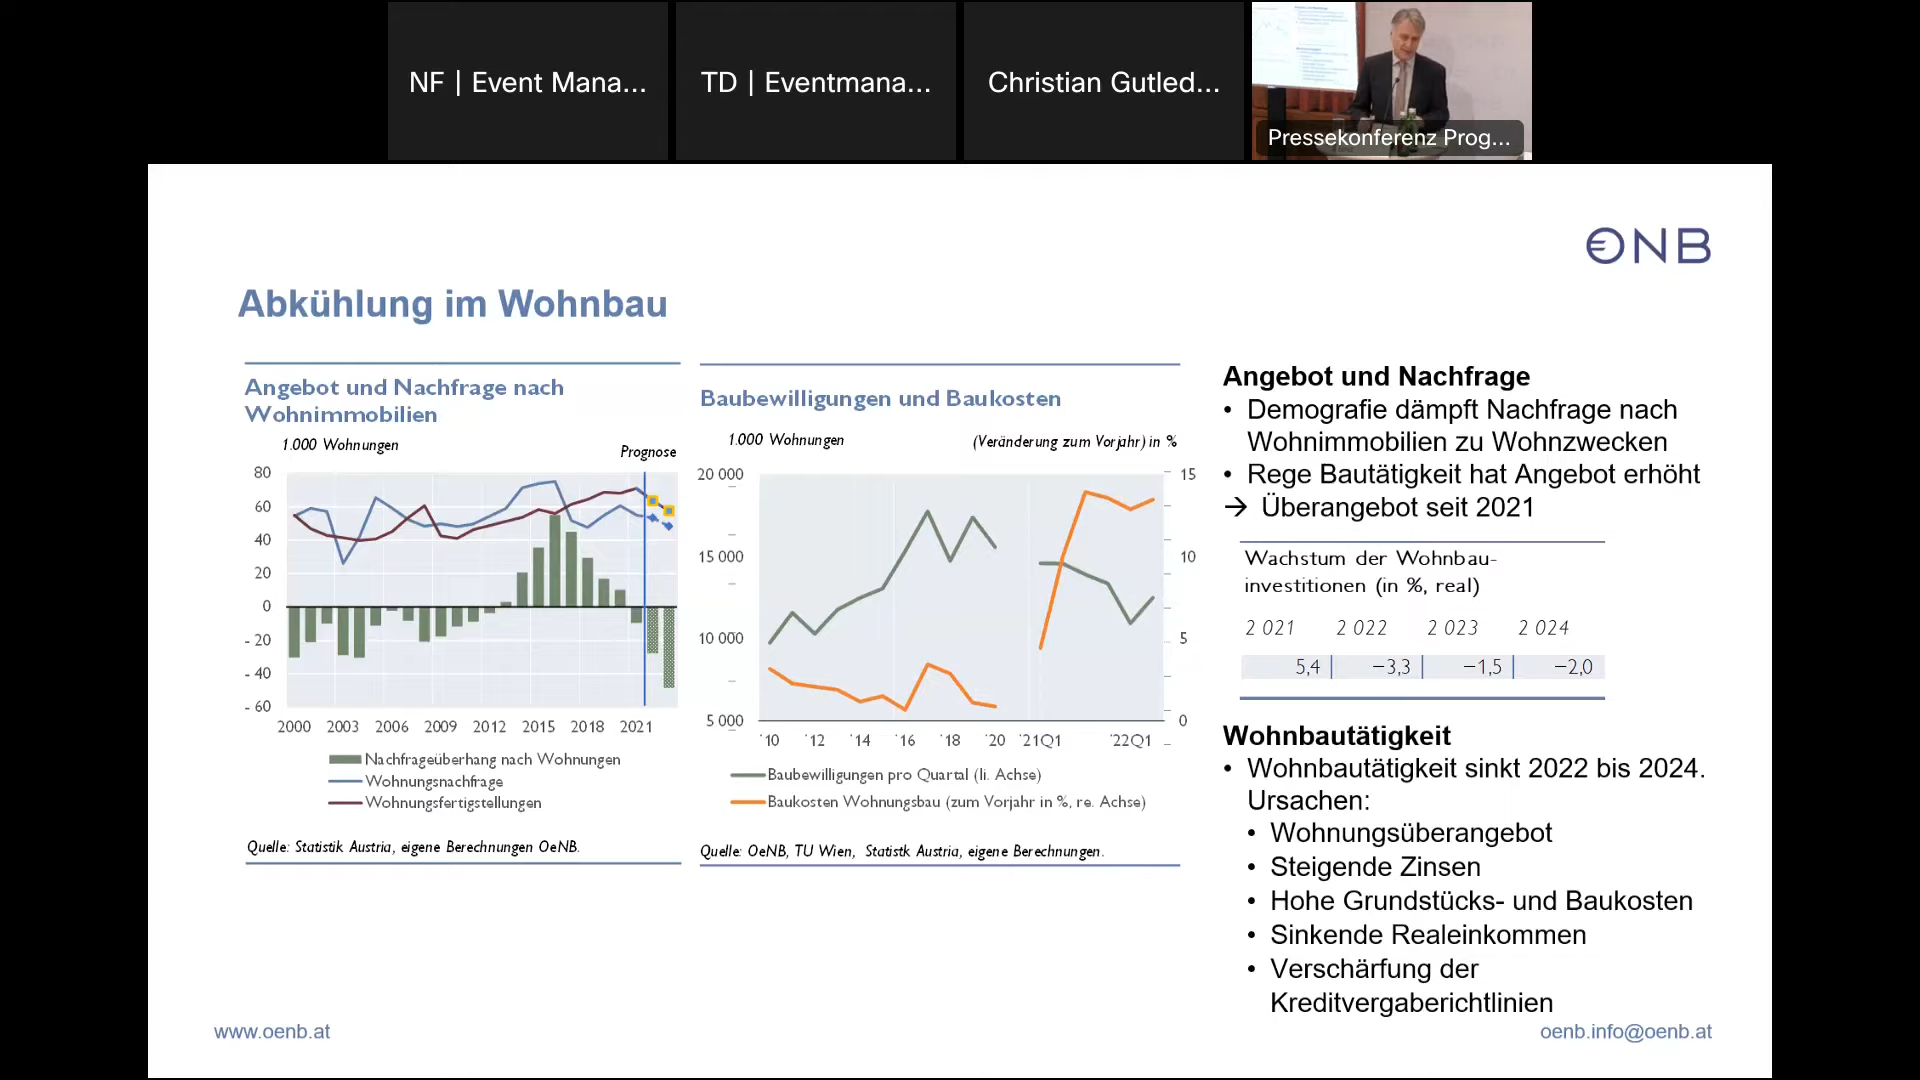 NF | Event Mana...
TD | Eventmana...
Christian Gutled...
Pressekonferenz Prog...
ONB
Abkühlung im Wohnbau
Angebot und Nachfrage nach
Wohnimmobilien
1.000 Wohnungen
Prognose
80
60
40
20
0
- 20
- 40
- 60
2000 2003 2006 2009 2012 2015 2018 2021
Nachfrageüberhang nach Wohnungen
Wohnungsnachfrage
Wohnungsfertigstellungen
Quelle: Statistik Austria, eigene Berechnungen OeNB.
Baubewilligungen und Baukosten
1.000 Wohnungen
(Veränderung zum Vorjahr) in %
20 000
15 000
10 000
5 000
15
10
5
0
'10 '12 '14 '16 '18 '20 '21Q1 '22Q1
Baubewilligungen pro Quartal (li. Achse)
Baukosten Wohnungsbau (zum Vorjahr in %, re. Achse)
Quelle: OeNB, TU Wien, Statistk Austria, eigene Berechnungen.
Angebot und Nachfrage
• Demografie dämpft Nachfrage nach
Wohnimmobilien zu Wohnzwecken
• Rege Bautätigkeit hat Angebot erhöht
→ Überangebot seit 2021
Wachstum der Wohnbau-
investitionen (in %, real)
2 021 2 022 2 023 2 024
5,4 −3,3 −1,5 −2,0
Wohnbautätigkeit
• Wohnbautätigkeit sinkt 2022 bis 2024.
Ursachen:
• Wohnungsüberangebot
• Steigende Zinsen
• Hohe Grundstücks- und Baukosten
• Sinkende Realeinkommen
• Verschärfung der
Kreditvergaberichtlinien
www.oenb.at
oenb.info@oenb.at